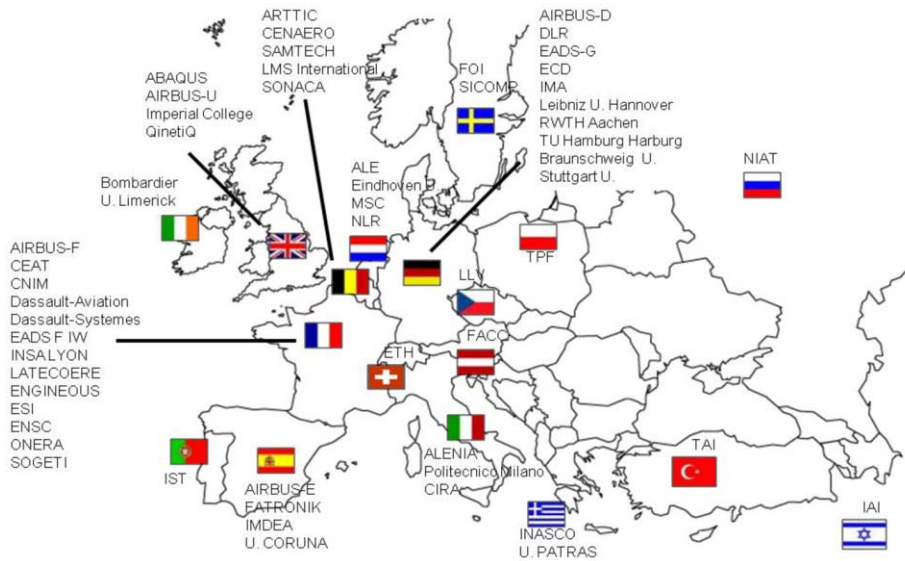 ARTTIC
CENAERO
SAMTECH
LMS International
SONACA
AIRBUS-D
DLR
EADS-G
ECD
IMA
Leibniz U. Hannover
RWTH Aachen
TU Hamburg Harburg
Braunschweig U.
Stuttgart U.
ABAQUS
AIRBUS-U
Imperial College
QinetiQ
FOI
SICOMP
NIAT
ALE
Eindhoven U
MSC
NLR
Bombardier
U. Limerick
AIRBUS-F
CEAT
CNIM
Dassault-Aviation
Dassault-Systemes
EADS F IW
INSA LYON
LATECOERE
ENGINEOUS
ESI
ENSC
ONERA
SOGETI
TPF
LLV
FACC
ETH
IST
AIRBUS-E
FATRONIK
IMDEA
U. CORUNA
ALENIA
Politecnico Milano
CIRA
TAI
INASCO
U. PATRAS
IAI